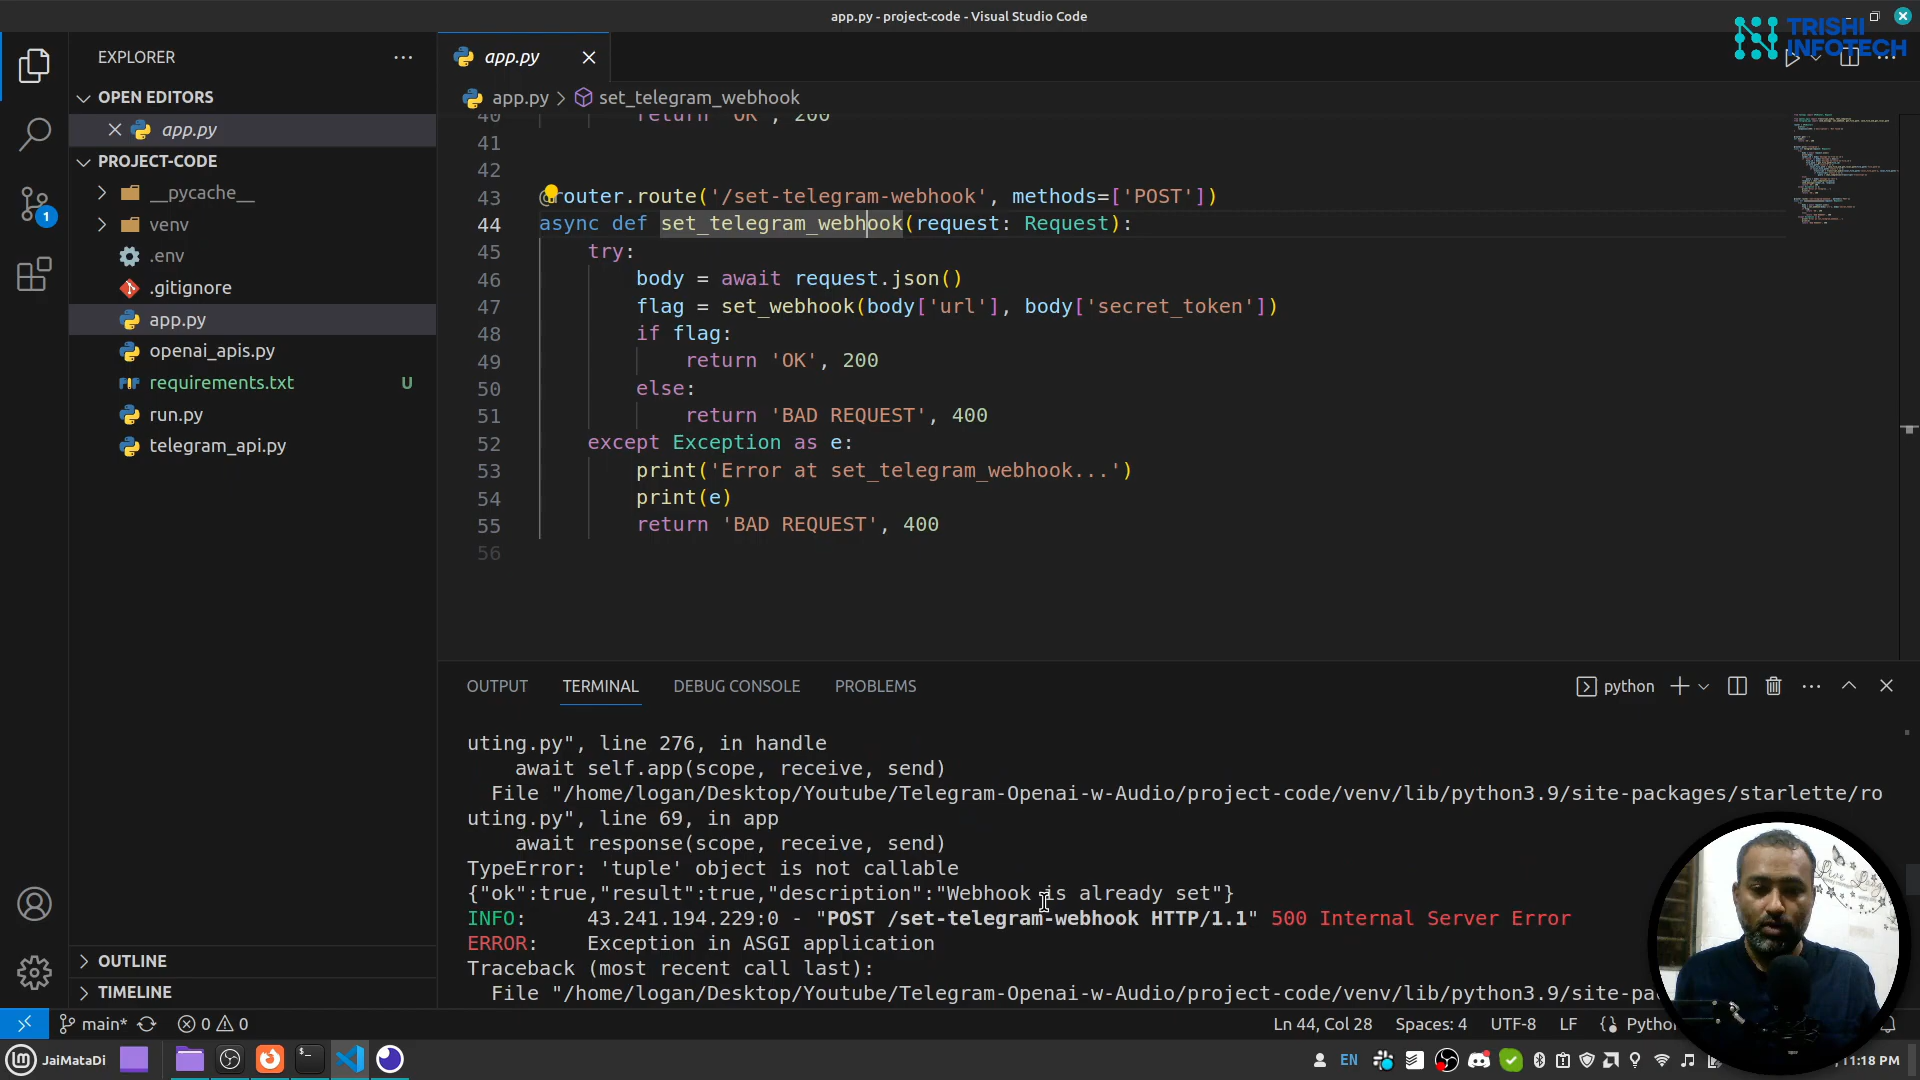 app.py - project-code - Visual Studio Code
TRISHI
INFOTECH
EXPLORER
app.py
OPEN EDITORS
app.py > set_telegram_webhook
app.py
40 return 'OK', 200
PROJECT-CODE
41
__pycache__
42
venv
43 @router.route('/set-telegram-webhook', methods=['POST'])
.env
44 async def set_telegram_webhook(request: Request):
.gitignore
45 try:
app.py
46 body = await request.json()
openai_apis.py
47 flag = set_webhook(body['url'], body['secret_token'])
requirements.txt U
48 if flag:
run.py
49 return 'OK', 200
telegram_api.py
50 else:
51 return 'BAD REQUEST', 400
52 except Exception as e:
53 print('Error at set_telegram_webhook...')
54 print(e)
55 return 'BAD REQUEST', 400
56
OUTPUT TERMINAL DEBUG CONSOLE PROBLEMS
python
uting.py", line 276, in handle
await self.app(scope, receive, send)
File "/home/logan/Desktop/Youtube/Telegram-Openai-w-Audio/project-code/venv/lib/python3.9/site-packages/starlette/ro
uting.py", line 69, in app
await response(scope, receive, send)
TypeError: 'tuple' object is not callable
{"ok":true,"result":true,"description":"Webhook is already set"}
INFO: 43.241.194.229:0 - "POST /set-telegram-webhook HTTP/1.1" 500 Internal Server Error
ERROR: Exception in ASGI application
Traceback (most recent call last):
File "/home/logan/Desktop/Youtube/Telegram-Openai-w-Audio/project-code/venv/lib/python3.9/site-pa
OUTLINE
TIMELINE
main* 0 0
Ln 44, Col 28 Spaces: 4 UTF-8 LF
JaiMataDi
EN
11:18 PM